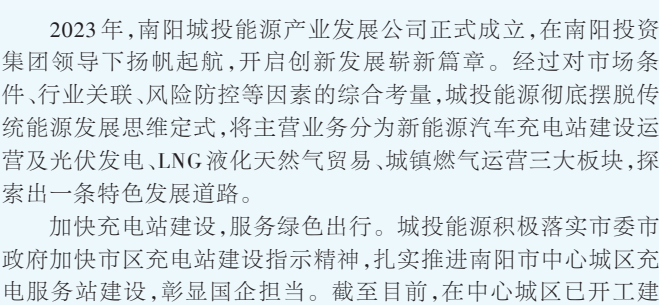 2023年,南阳城投能源产业发展公司正式成立,在南阳投资
集团领导下扬帆起航,开启创新发展崭新篇章。经过对市场条
件、行业关联、风险防控等因素的综合考量,城投能源彻底摆脱传
统能源发展思维定式,将主营业务分为新能源汽车充电站建设运
营及光伏发电、LNG液化天然气贸易、城镇燃气运营三大板块,探
索出一条特色发展道路。
加快充电站建设,服务绿色出行。城投能源积极落实市委市
政府加快市区充电站建设指示精神,扎实推进南阳市中心城区充
电服务站建设,彰显国企担当。截至目前,在中心城区已开工建